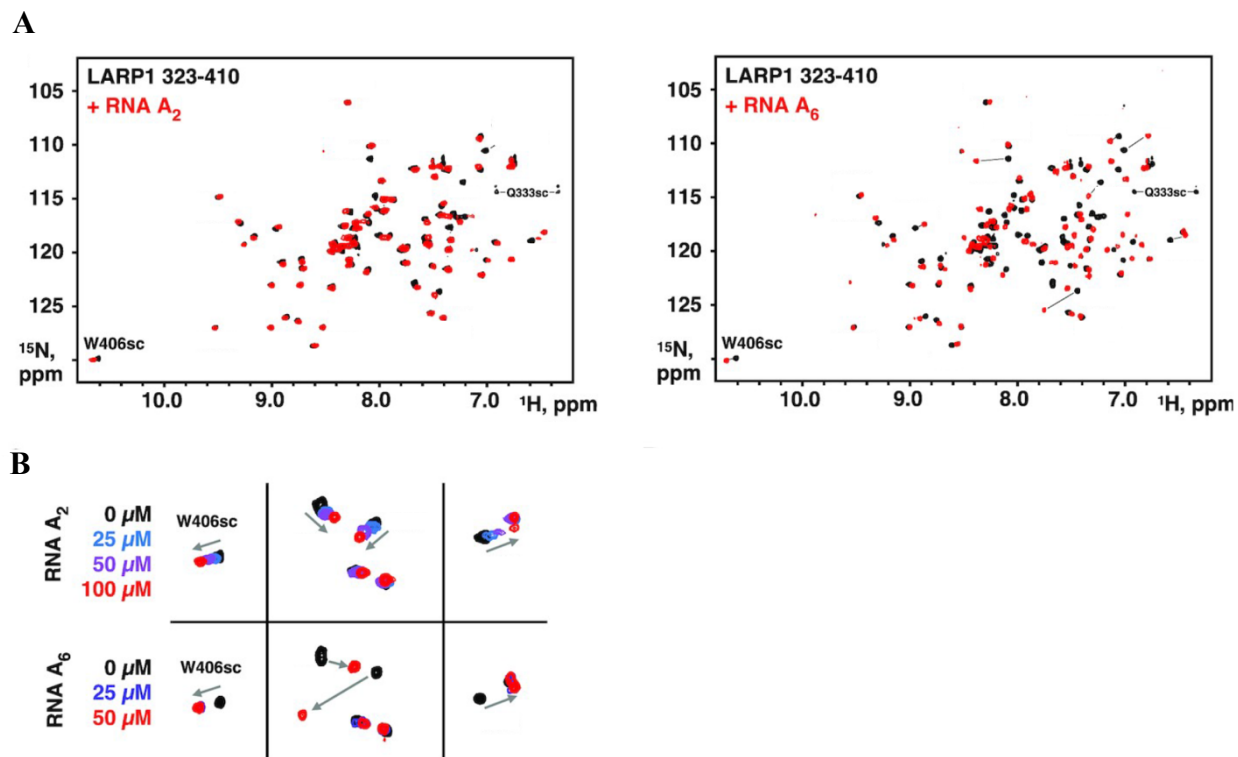 A
LARP1 323-410
+ RNA A2
105
110
115
120
125
15N,
ppm
Q333sc
W406sc
10.0 9.0 8.0 7.0 1H, ppm
LARP1 323-410
+ RNA A6
105
110
115
120
125
15N,
ppm
Q333sc
W406sc
10.0 9.0 8.0 7.0 1H, ppm
B
RNA A2
0 µM
25 µM
50 µM
100 µM
W406sc
RNA A6
0 µM
25 µM
50 µM
W406sc